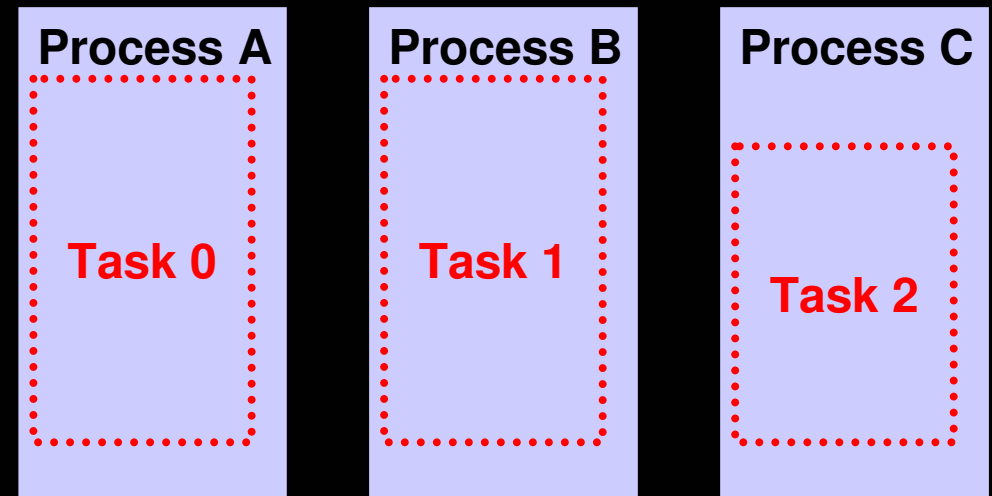 Process A
Process B
Process C
Task 0
Task 1
Task 2